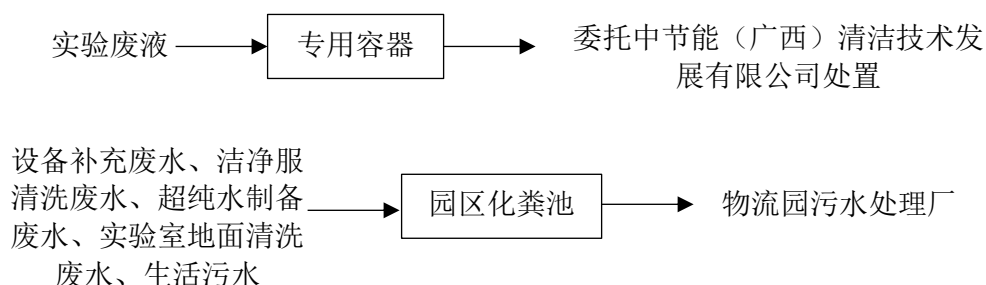 实验废液
专用容器
委托中节能（广西）清洁技术发
展有限公司处置
设备补充废水、洁净服
清洗废水、超纯水制备
废水、实验室地面清洗
废水、生活污水
园区化粪池
物流园污水处理厂